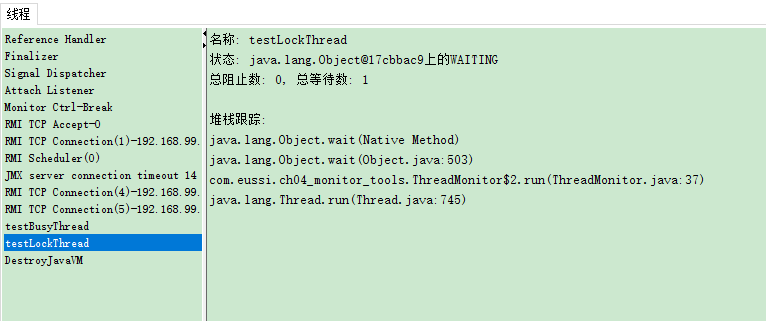 线程
Reference Handler
Finalizer
Signal Dispatcher
Attach Listener
Monitor Ctrl-Break
RMI TCP Accept-0
RMI TCP Connection(1)-192.168.99.
RMI Scheduler(0)
JMX server connection timeout 14
RMI TCP Connection(4)-192.168.99.
RMI TCP Connection(5)-192.168.99.
testBusyThread
testLockThread
DestroyJavaVM
名称: testLockThread
状态: java.lang.Object@17cbbac9上的WAITING
总阻止数: 0, 总等待数: 1
堆栈跟踪:
java.lang.Object.wait(Native Method)
java.lang.Object.wait(Object.java:503)
com.eussi.ch04_monitor_tools.ThreadMonitor$2.run(ThreadMonitor.java:37)
java.lang.Thread.run(Thread.java:745)